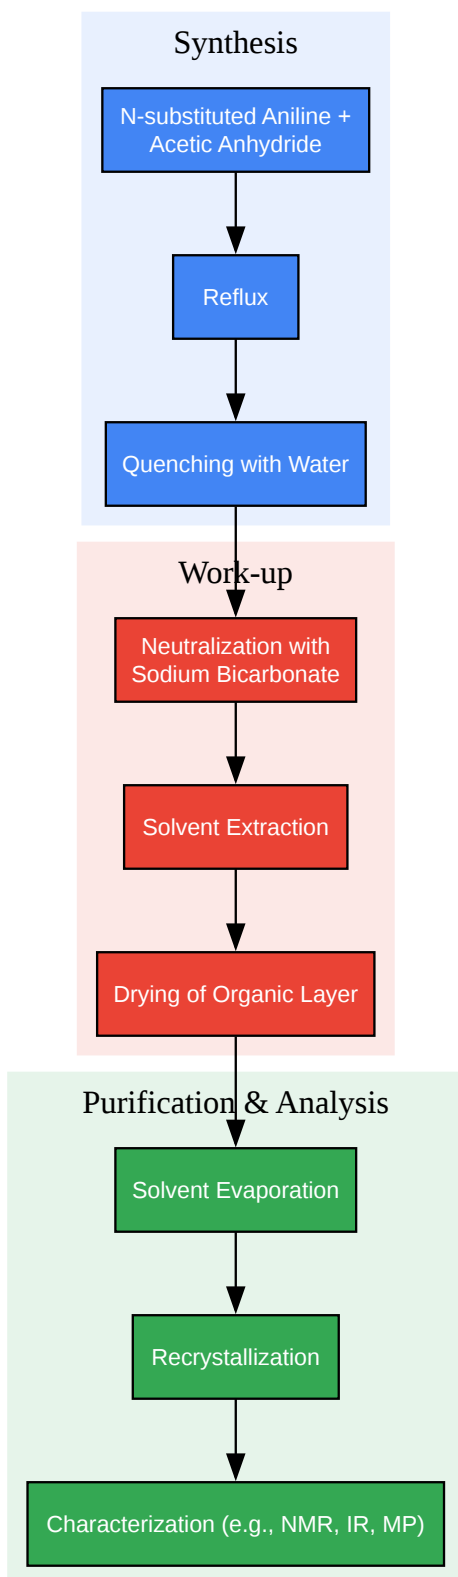 Synthesis
N-substituted Aniline +
Acetic Anhydride
Reflux
Quenching with Water
Work-up
Neutralization with
Sodium Bicarbonate
Solvent Extraction
Drying of Organic Layer
Purification & Analysis
Solvent Evaporation
Recrystallization
Characterization (e.g., NMR, IR, MP)